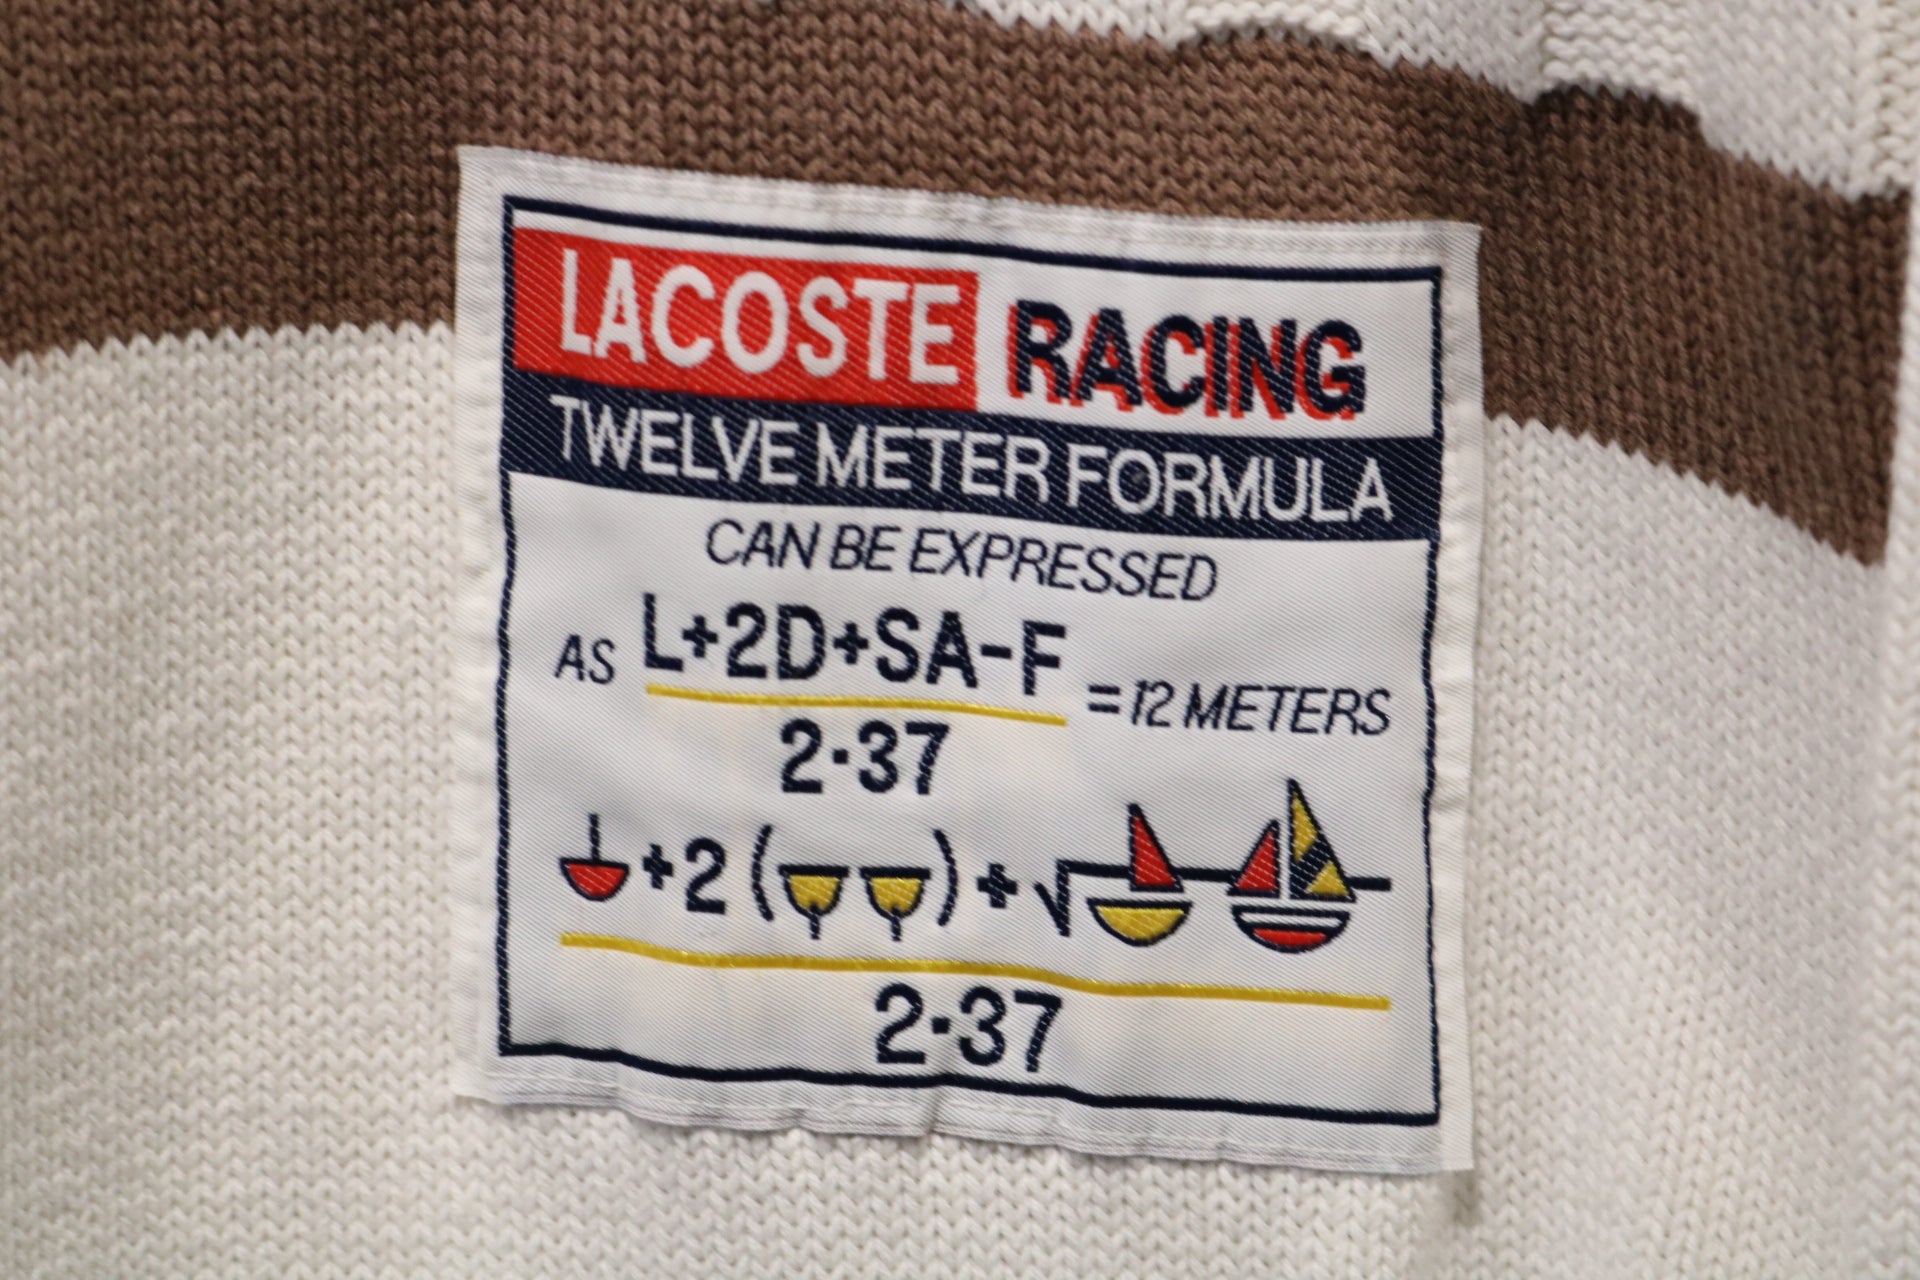 LACOSTE RACING
TWELVE METER FORMULA
CAN BE EXPRESSED
AS L+2D+SA-F = 12 METERS
2·37
+2 ( ) + √
2·37